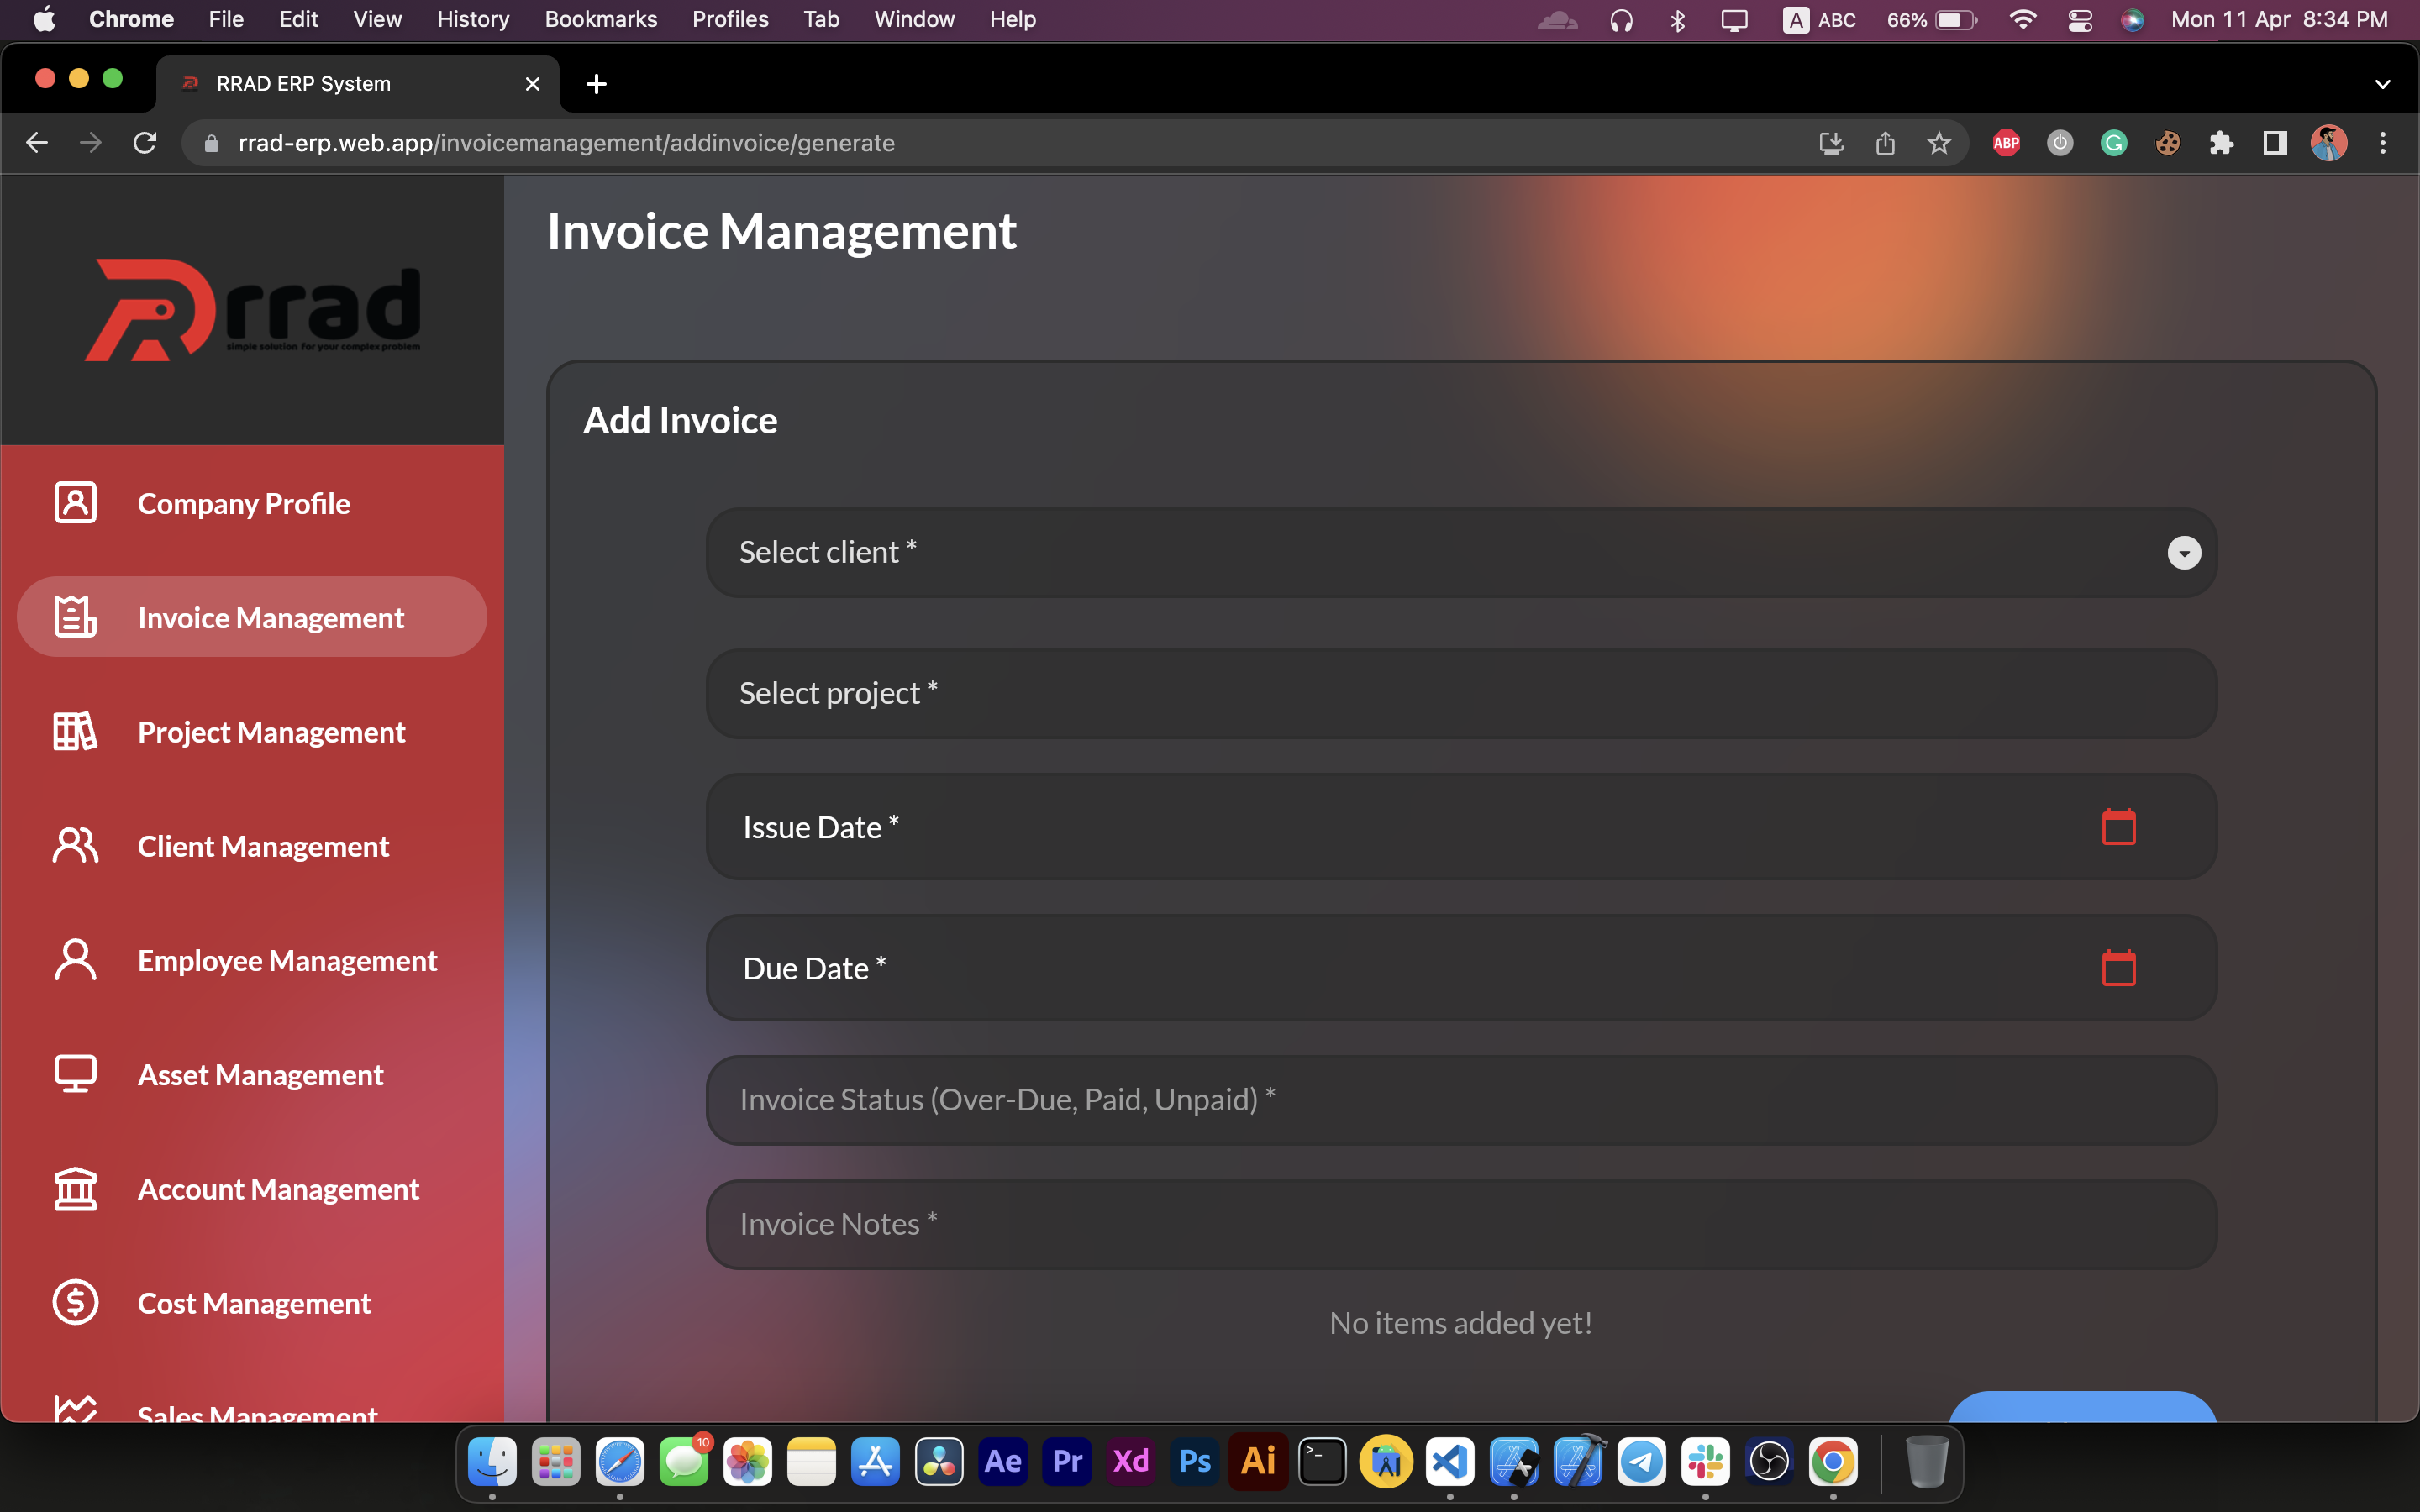 Chrome File Edit View History Bookmarks Profiles Tab Window Help A ABC 66% Mon 11 Apr 8:34 PM
RRAD ERP System
rrad-erp.web.app/invoicemanagement/addinvoice/generate
ABP
rrad
simple solution for your complex problem
Company Profile
Invoice Management
Project Management
Client Management
Employee Management
Asset Management
Account Management
Cost Management
Sales Management
Invoice Management
Add Invoice
Select client *
Select project *
Issue Date *
Due Date *
Invoice Status (Over-Due, Paid, Unpaid) *
Invoice Notes *
No items added yet!
10
Ae Pr Xd Ps Ai >_